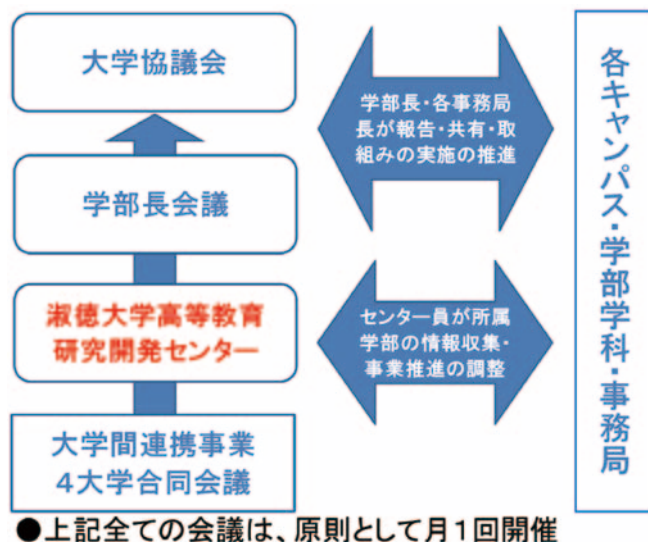 大学協議会
学部長・各事務局
長が報告・共有・取
組みの実施の推進
学部長会議
淑徳大学高等教育
研究開発センター
センター員が所属
学部の情報収集・
事業推進の調整
大学間連携事業
４大学合同会議
各キャンパス・学部学科・事務局
●上記全ての会議は、原則として月１回開催